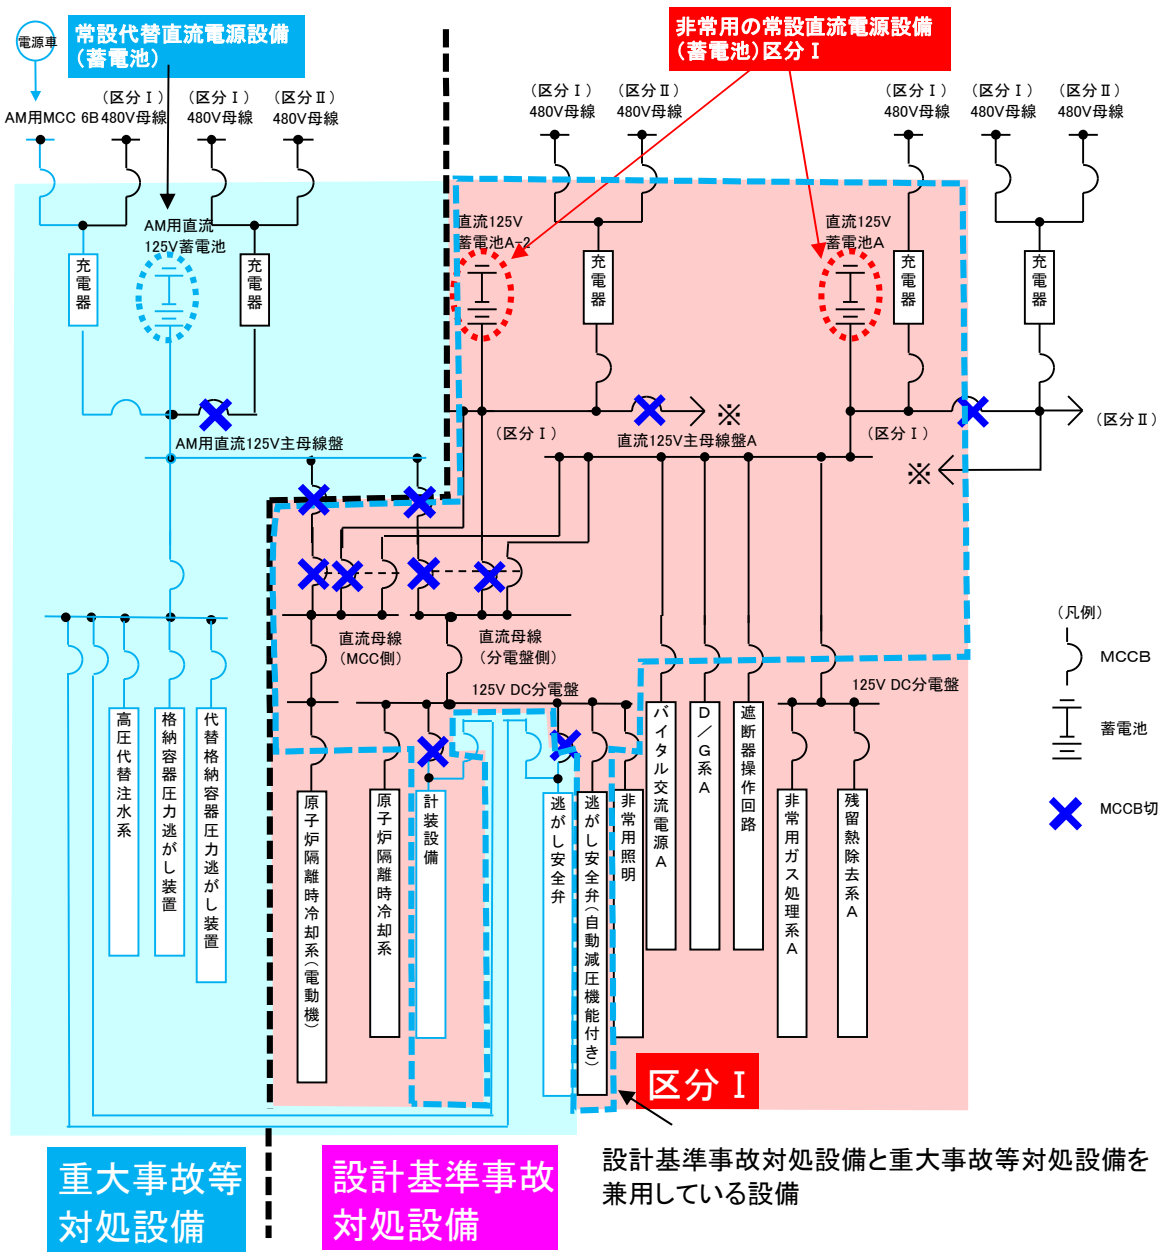 電源車
常設代替直流電源設備
（蓄電池）
非常用の常設直流電源設備
（蓄電池）区分Ⅰ
AM用MCC 6B
（区分Ⅰ）
480V母線
（区分Ⅰ）
480V母線
（区分Ⅱ）
480V母線
（区分Ⅰ）
480V母線
（区分Ⅱ）
480V母線
（区分Ⅰ）
480V母線
（区分Ⅰ）
480V母線
（区分Ⅱ）
480V母線
AM用直流
125V蓄電池
直流125V
蓄電池A-2
直流125V
蓄電池A
充電器
充電器
充電器
充電器
充電器
※
（区分Ⅰ）
直流125V主母線盤A
（区分Ⅰ）
（区分Ⅱ）
※
AM用直流125V主母線盤
直流母線
（MCC側）
直流母線
（分電盤側）
125V DC分電盤
125V DC分電盤
（凡例）
MCCB
蓄電池
MCCB切
高圧代替注水系
格納容器圧力逃がし装置
代替格納容器圧力逃がし装置
原子炉隔離時冷却系（電動機）
原子炉隔離時冷却系
計装設備
逃がし安全弁
逃がし安全弁（自動減圧機能付き）
非常用照明
バイタル交流電源A
D／G系A
遮断器操作回路
非常用ガス処理系A
残留熱除去系A
区分Ⅰ
重大事故等
対処設備
設計基準事故
対処設備
設計基準事故対処設備と重大事故等対処設備を
兼用している設備